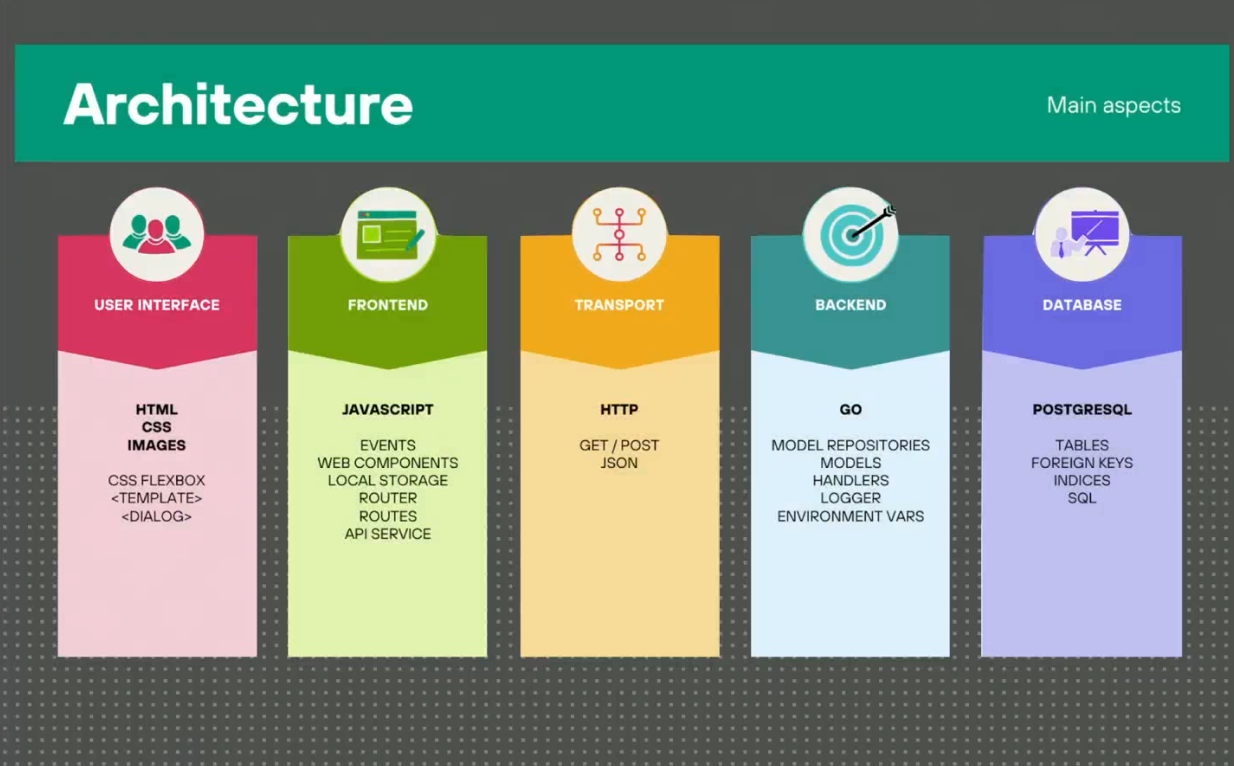 Architecture
Main aspects
USER INTERFACE
HTML
CSS
IMAGES
CSS FLEXBOX
<TEMPLATE>
<DIALOG>
FRONTEND
JAVASCRIPT
EVENTS
WEB COMPONENTS
LOCAL STORAGE
ROUTER
ROUTES
API SERVICE
TRANSPORT
HTTP
GET / POST
JSON
BACKEND
GO
MODEL REPOSITORIES
MODELS
HANDLERS
LOGGER
ENVIRONMENT VARS
DATABASE
POSTGRESQL
TABLES
FOREIGN KEYS
INDICES
SQL